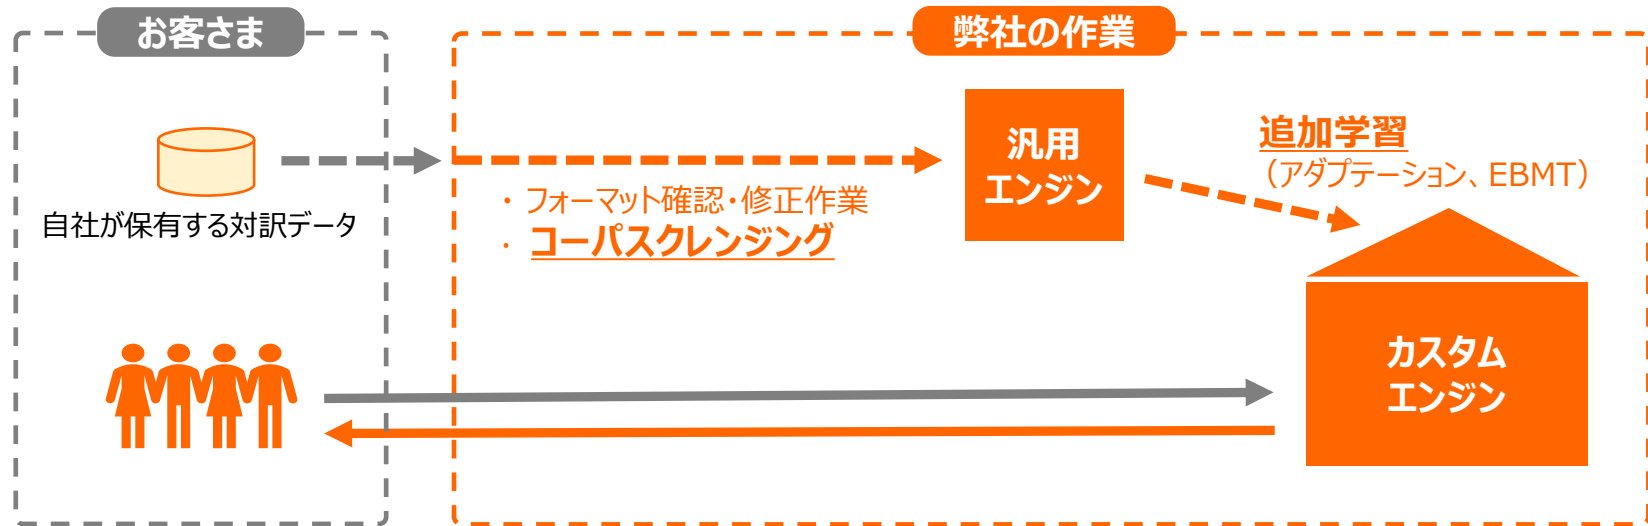 お客さま
弊社の作業
自社が保有する対訳データ
・フォーマット確認・修正作業
・コーパスクレンジング
汎用
エンジン
追加学習
（アダプテーション、EBMT）
カスタム
エンジン